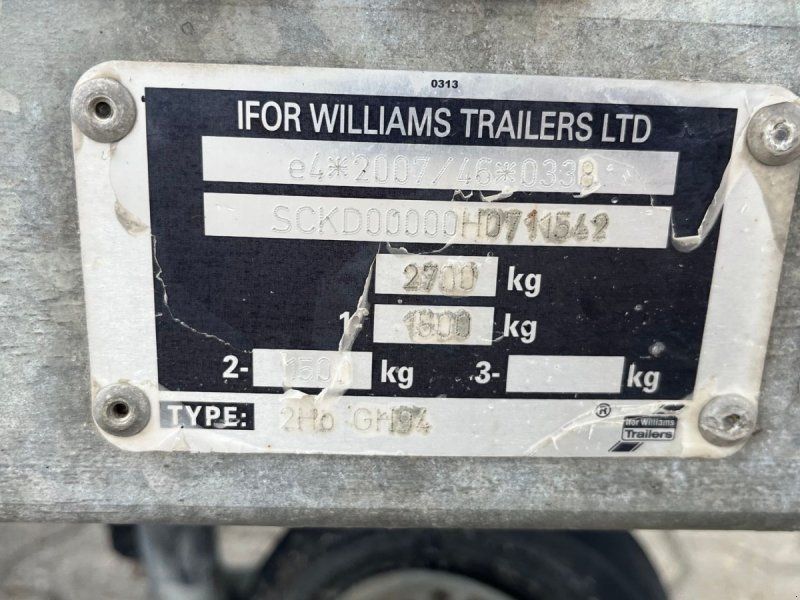 0313
IFOR WILLIAMS TRAILERS LTD
e4*2007/46*0338
SCKD00000H0711542
2700 kg
1 1500 kg
2- 1500 kg 3- kg
TYPE: 2Hb GH94
®
Ifor Williams
Trailers